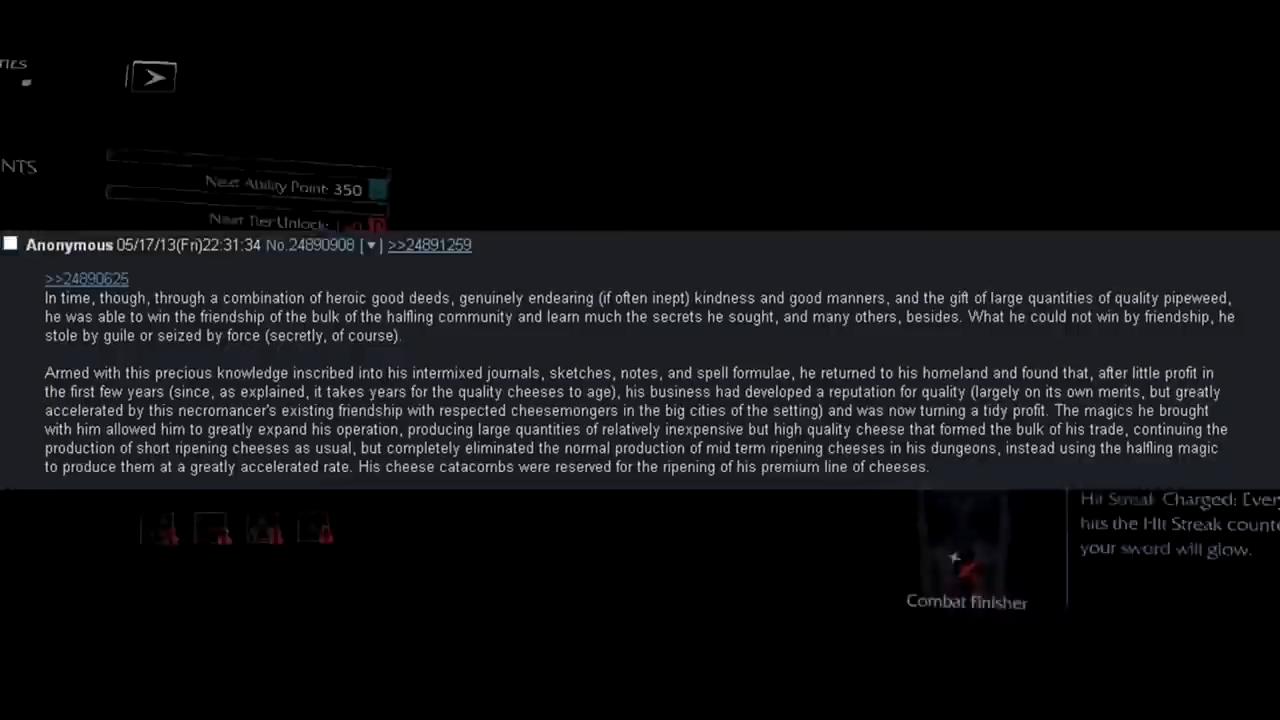 TIES
NTS
Next Ability Point: 350
Next Tier Unlock:
Anonymous 05/17/13(Fri)22:31:34 No.24890908 [▼] >>24891259
>>24890625
In time, though, through a combination of heroic good deeds, genuinely endearing (if often inept) kindness and good manners, and the gift of large quantities of quality pipeweed,
he was able to win the friendship of the bulk of the halfling community and learn much the secrets he sought, and many others, besides. What he could not win by friendship, he
stole by guile or seized by force (secretly, of course).
Armed with this precious knowledge inscribed into his intermixed journals, sketches, notes, and spell formulae, he returned to his homeland and found that, after little profit in
the first few years (since, as explained, it takes years for the quality cheeses to age), his business had developed a reputation for quality (largely on its own merits, but greatly
accelerated by this necromancer's existing friendship with respected cheesemongers in the big cities of the setting) and was now turning a tidy profit. The magics he brought
with him allowed him to greatly expand his operation, producing large quantities of relatively inexpensive but high quality cheese that formed the bulk of his trade, continuing the
production of short ripening cheeses as usual, but completely eliminated the normal production of mid term ripening cheeses in his dungeons, instead using the halfling magic
to produce them at a greatly accelerated rate. His cheese catacombs were reserved for the ripening of his premium line of cheeses.
Hit Streak Charged: Every
hits the Hit Streak counte
your sword will glow.
Combat Finisher